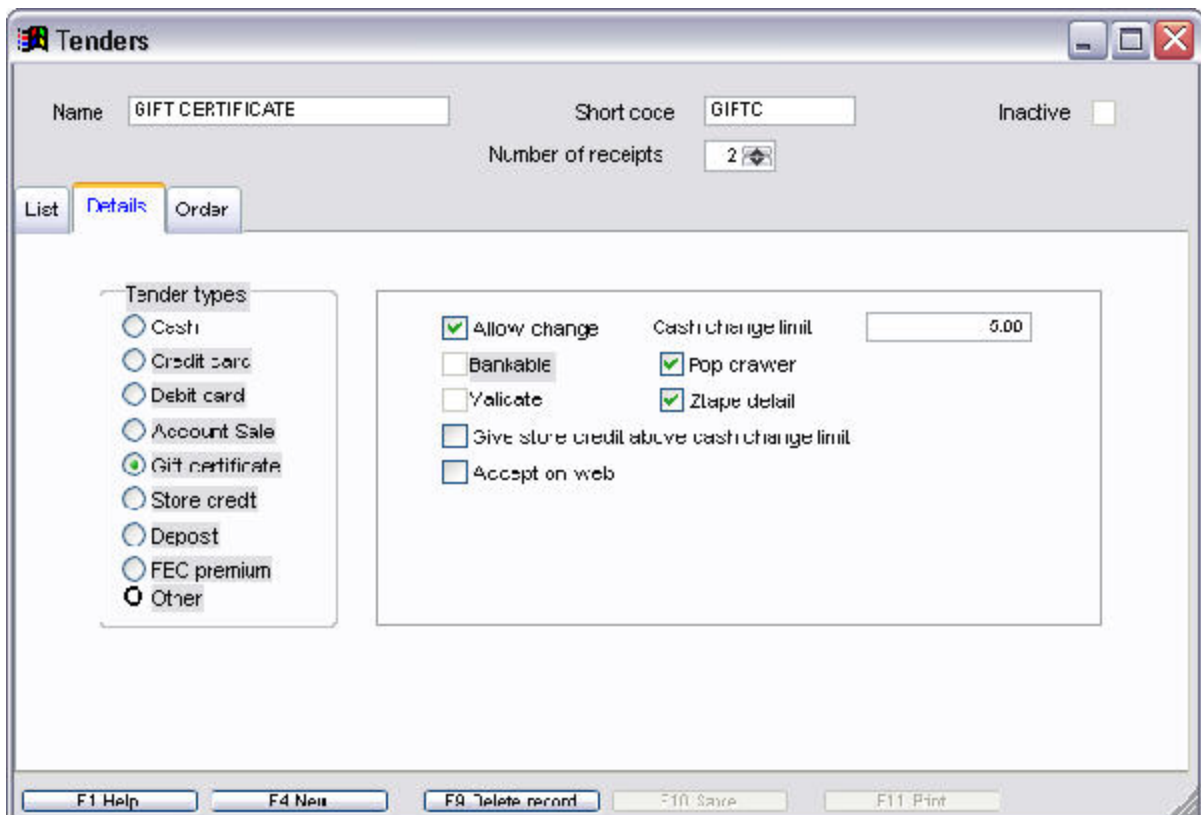 Tenders
Name GIFT CERTIFICATE Short code GIFTC Inactive
Number of receipts 2
List Details Order
Tender types
Cash
Credit card
Debit card
Account Sale
Gift certificate
Store credit
Deposit
FEC premium
Other
Allow change Cash change limit 5.00
Bankable Pop drawer
Validate Ztape detail
Give store credit above cash change limit
Accept on web
F1 Help F4 New F9 Delete record F10 Save F11 Print